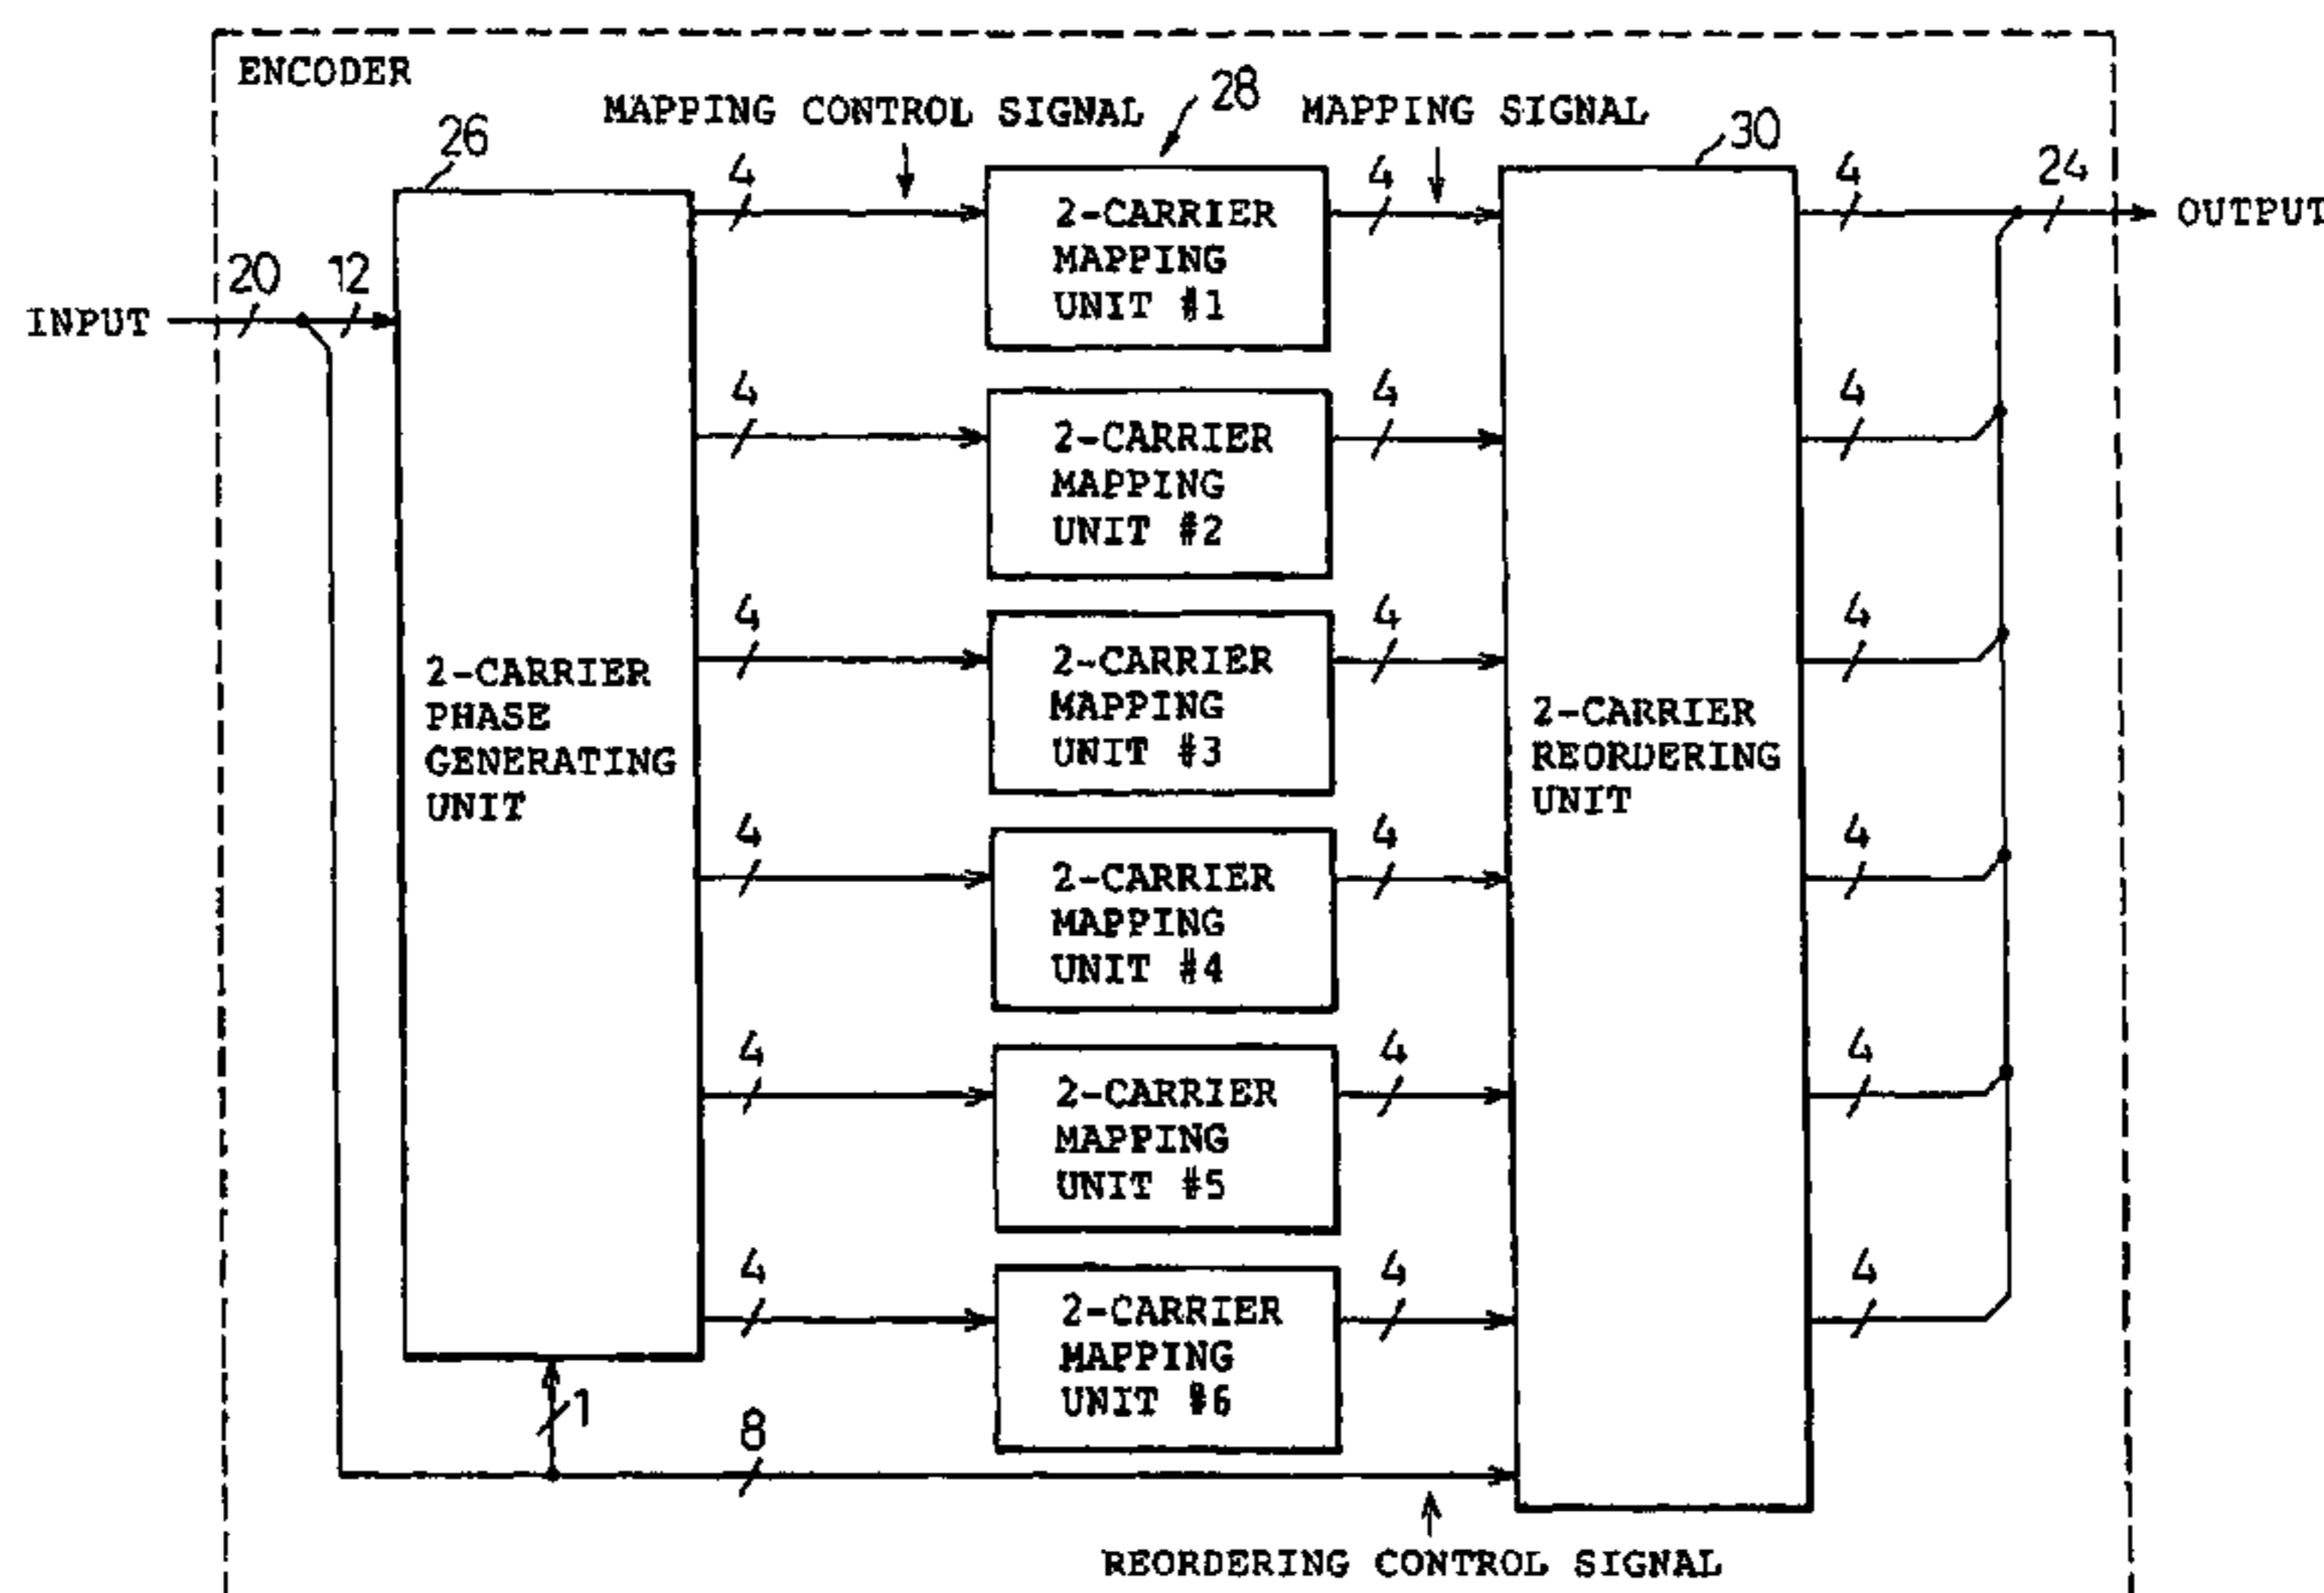 ENCODER
MAPPING CONTROL SIGNAL
28
MAPPING SIGNAL
26
30
4
4
4
24
2-CARRIER
MAPPING
UNIT #1
OUTPUT
INPUT
20
12
4
4
4
2-CARRIER
MAPPING
UNIT #2
4
4
4
2-CARRIER
MAPPING
UNIT #3
2-CARRIER
PHASE
GENERATING
UNIT
2-CARRIER
REORDERING
UNIT
4
4
4
2-CARRIER
MAPPING
UNIT #4
4
4
4
2-CARRIER
MAPPING
UNIT #5
4
4
4
2-CARRIER
MAPPING
UNIT #6
1
8
REORDERING CONTROL SIGNAL